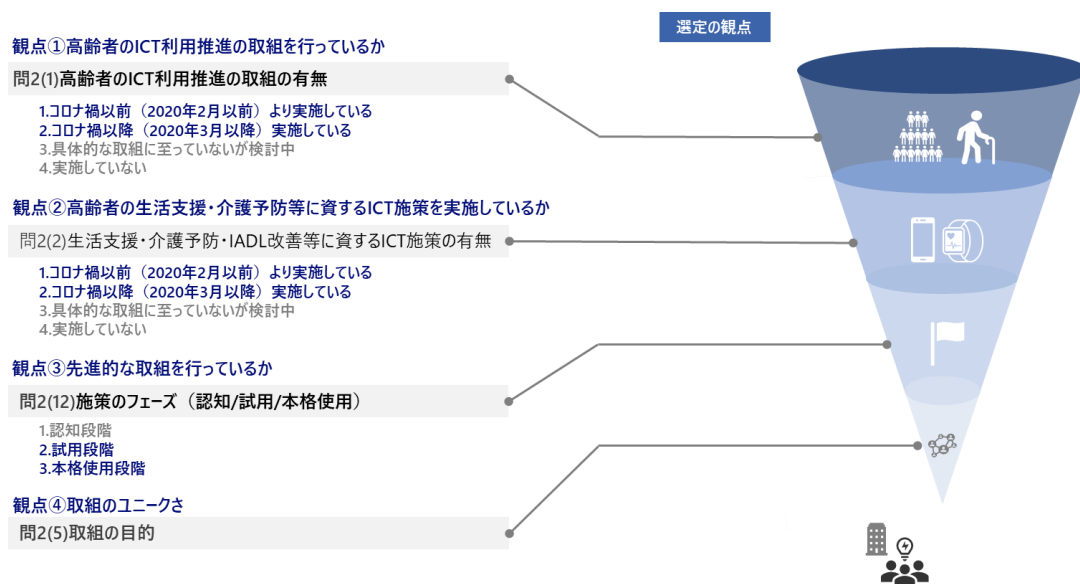 選定の観点
観点①高齢者のICT利用推進の取組を行っているか
問2(1)高齢者のICT利用推進の取組の有無
1.コロナ禍以前（2020年2月以前）より実施している
2.コロナ禍以降（2020年3月以降）実施している
3.具体的な取組に至っていないが検討中
4.実施していない
観点②高齢者の生活支援・介護予防等に資するICT施策を実施しているか
問2(2)生活支援・介護予防・IADL改善等に資するICT施策の有無
1.コロナ禍以前（2020年2月以前）より実施している
2.コロナ禍以降（2020年3月以降）実施している
3.具体的な取組に至っていないが検討中
4.実施していない
観点③先進的な取組を行っているか
問2(12)施策のフェーズ（認知/試用/本格使用）
1.認知段階
2.試用段階
3.本格使用段階
観点④取組のユニークさ
問2(5)取組の目的